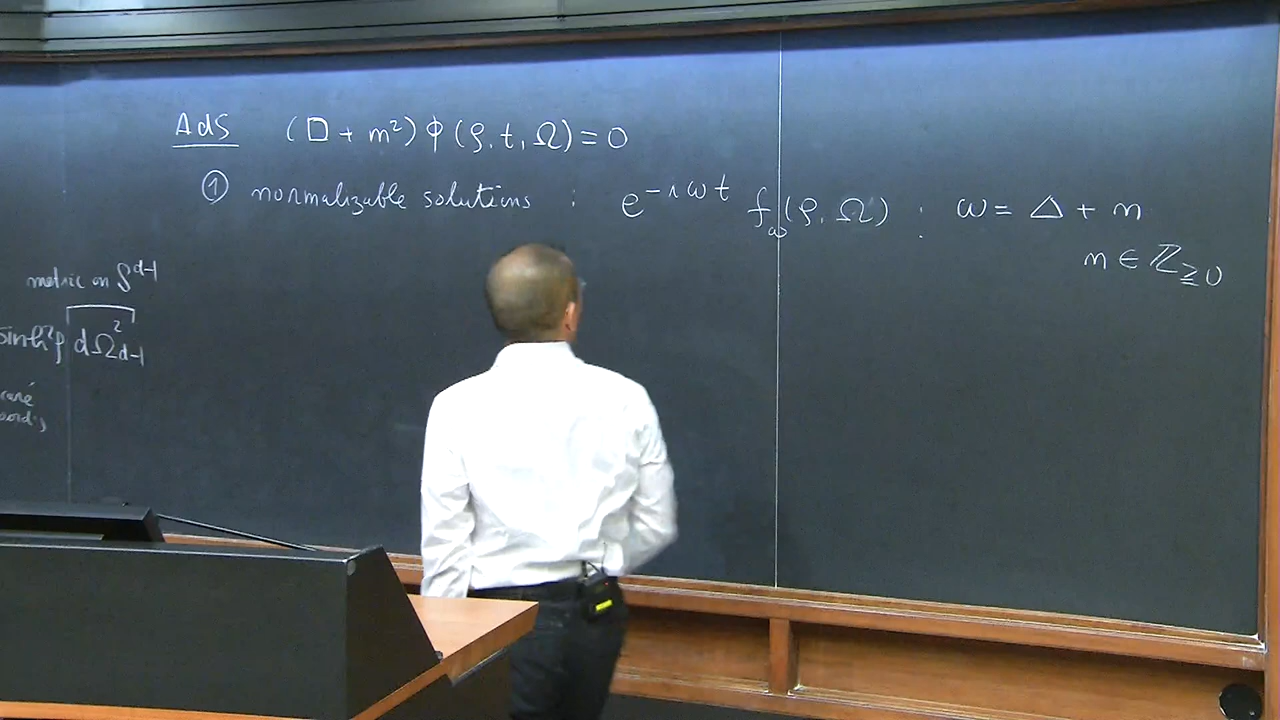 AdS (□ + m²) ϕ (ρ, t, Ω) = 0
① normalizable solutions : e^{-iωt} f_ω(ρ, Ω) : ω = Δ + n
n ∈ ℤ_{≥0}
metric on S^{d-1}
sinh²ρ dΩ²_{d-1}